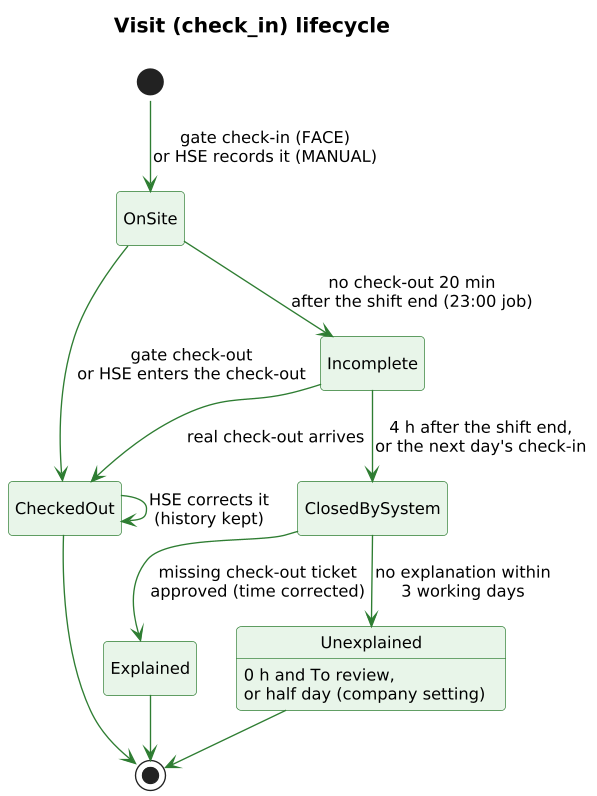 Visit (check_in) lifecycle
gate check-in (FACE)
or HSE records it (MANUAL)
OnSite
no check-out 20 min
after the shift end (23:00 job)
gate check-out
or HSE enters the check-out
Incomplete
real check-out arrives
4 h after the shift end,
or the next day's check-in
CheckedOut
HSE corrects it
(history kept)
ClosedBySystem
missing check-out ticket
approved (time corrected)
no explanation within
3 working days
Explained
Unexplained
0 h and To review,
or half day (company setting)